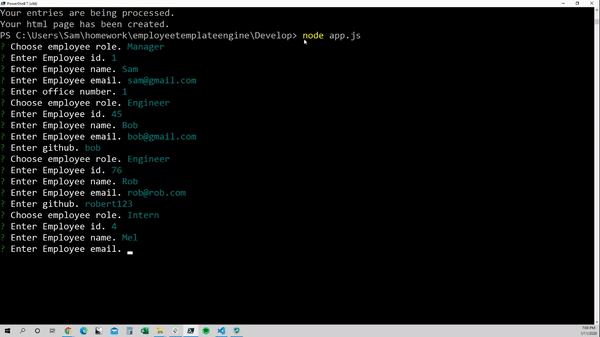 PowerShell 7 (x64)
Your entries are being processed.
Your html page has been created.
PS C:\Users\Sam\homework\employeetemplateengine\Develop> node app.js
? Choose employee role. Manager
? Enter Employee id. 1
? Enter Employee name. Sam
? Enter Employee email. sam@gmail.com
? Enter office number. 1
? Choose employee role. Engineer
? Enter Employee id. 45
? Enter Employee name. Bob
? Enter Employee email. bob@gmail.com
? Enter github. bob
? Choose employee role. Engineer
? Enter Employee id. 76
? Enter Employee name. Rob
? Enter Employee email. rob@rob.com
? Enter github. robert123
? Choose employee role. Intern
? Enter Employee id. 4
? Enter Employee name. Mel
? Enter Employee email.